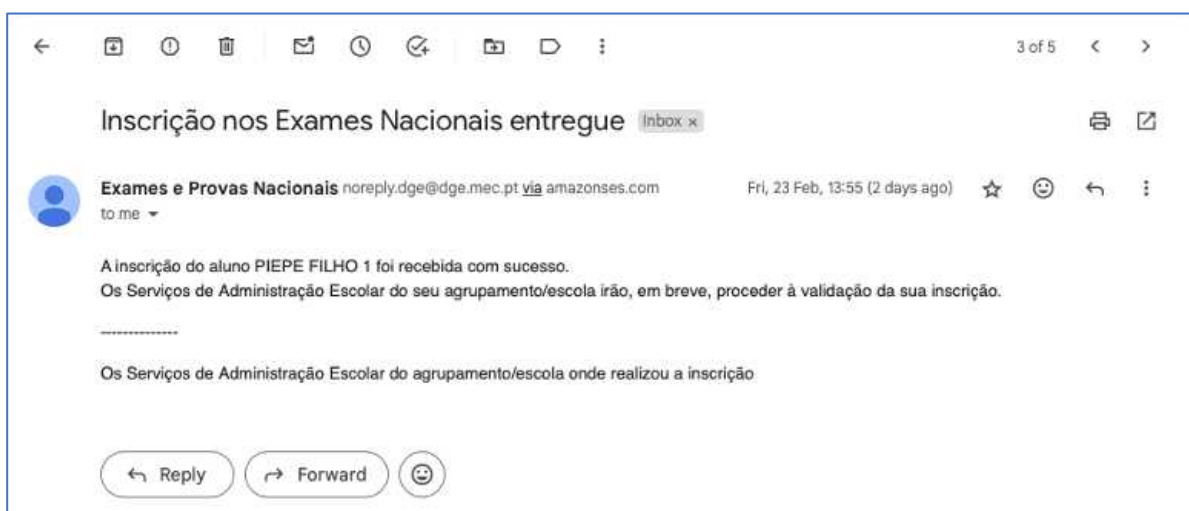 3 of 5
Inscrição nos Exames Nacionais entregue Inbox x
Exames e Provas Nacionais noreply.dge@dge.mec.pt via amazonses.com Fri, 23 Feb, 13:55 (2 days ago)
to me
A inscrição do aluno PIEPE FILHO 1 foi recebida com sucesso.
Os Serviços de Administração Escolar do seu agrupamento/escola irão, em breve, proceder à validação da sua inscrição.
--------------
Os Serviços de Administração Escolar do agrupamento/escola onde realizou a inscrição
Reply Forward